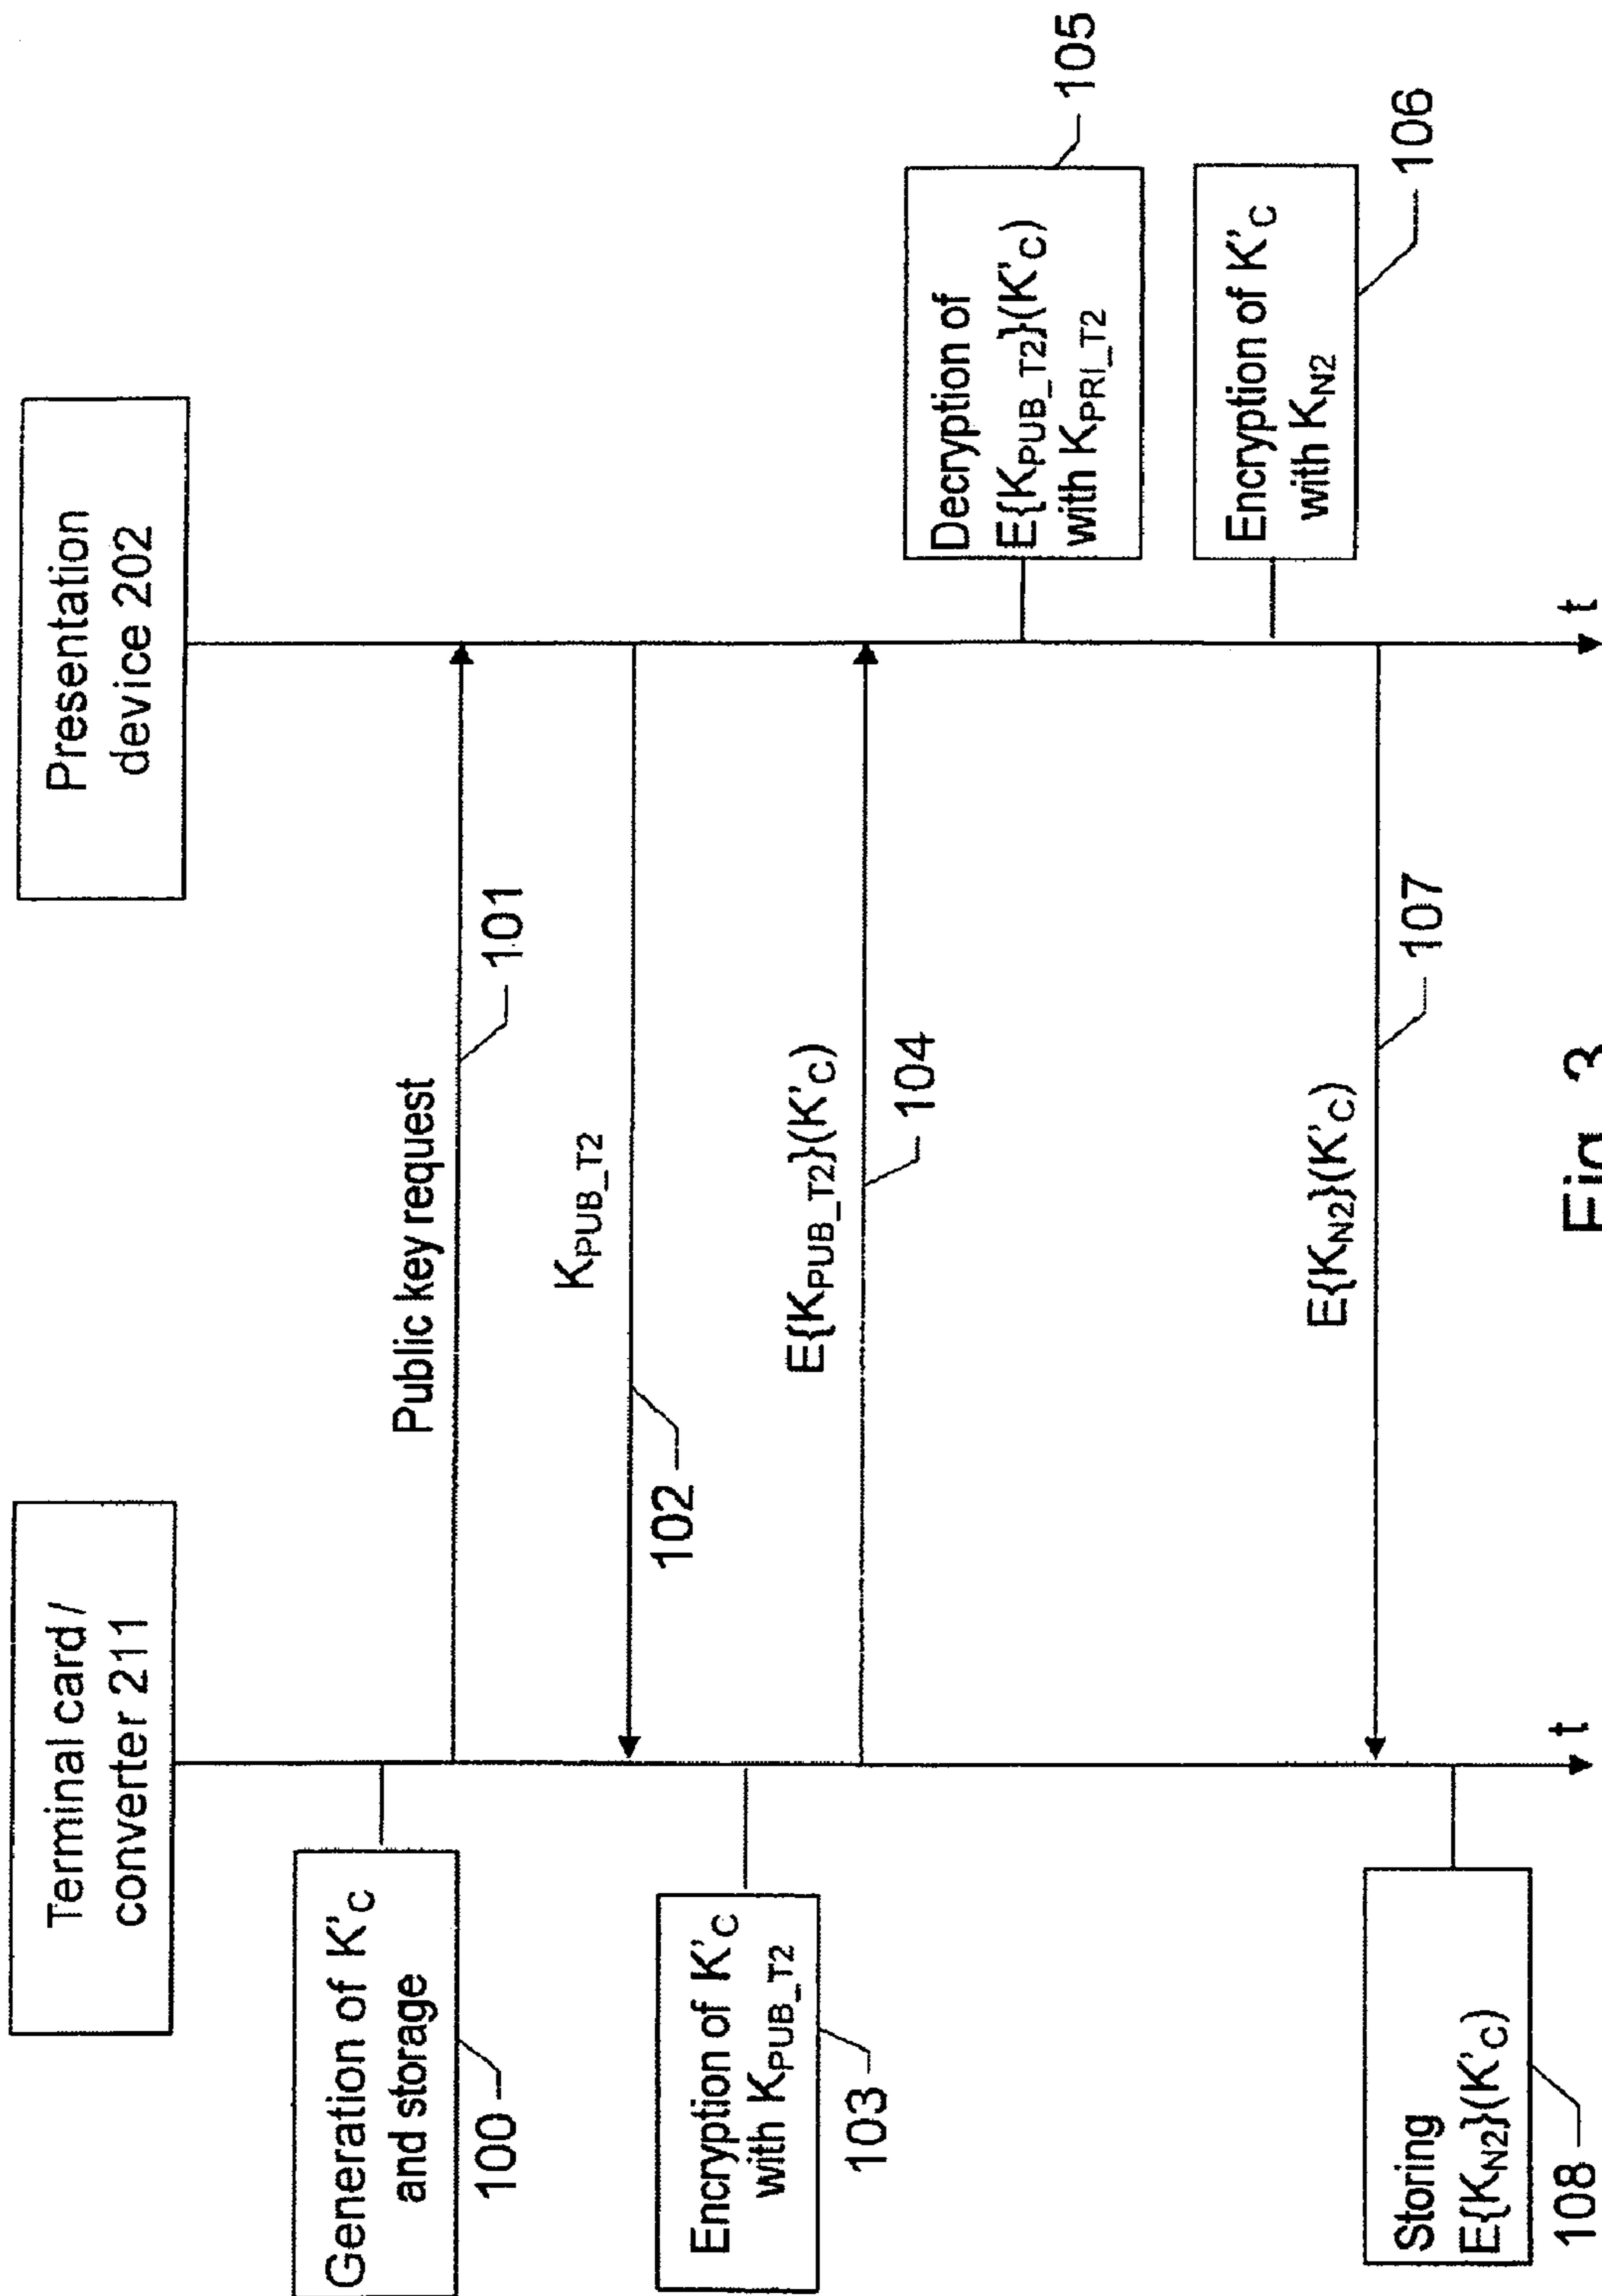 Terminal card /
converter 211
Presentation
device 202
Generation of K'C
and storage
100
Public key request
101
KPUB_T2
102
Encryption of K'C
with KPUB_T2
103
E{KPUB_T2}(K'C)
104
Decryption of
E{KPUB_T2}(K'C)
with KPRI_T2
105
Encryption of K'C
with KN2
106
E{KN2}(K'C)
107
Storing
E{KN2}(K'C)
108
t
t
Fig. 3